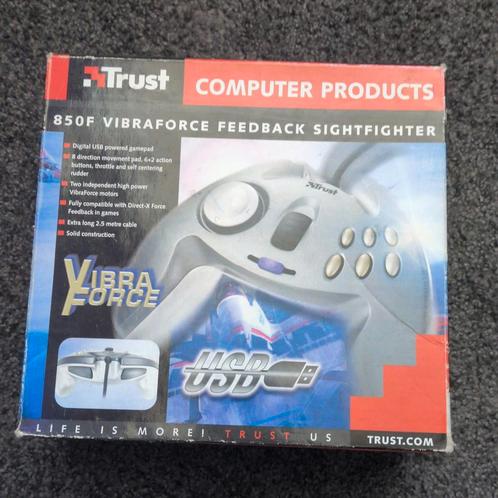 Trust
COMPUTER PRODUCTS
850F VIBRAFORCE FEEDBACK SIGHTFIGHTER
Digital USB powered gamepad
8 direction movement pad, 6+2 action
buttons, throttle and self centering
rudder
Two independent high power
VibraForce motors
Fully compatible with Direct-X Force
Feedback in games
Extra long 2.5 metre cable
Solid construction
Trust
VIBRA
FORCE
USB
LIFE IS MORE! TRUST US
TRUST.COM